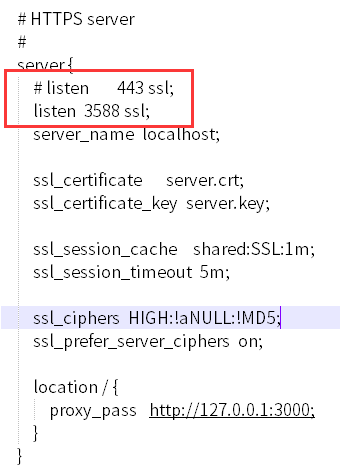 # HTTPS server
#
server {
# listen 443 ssl;
listen 3588 ssl;
server_name localhost;
ssl_certificate server.crt;
ssl_certificate_key server.key;
ssl_session_cache shared:SSL:1m;
ssl_session_timeout 5m;
ssl_ciphers HIGH:!aNULL:!MD5;
ssl_prefer_server_ciphers on;
location / {
proxy_pass http://127.0.0.1:3000;
}
}